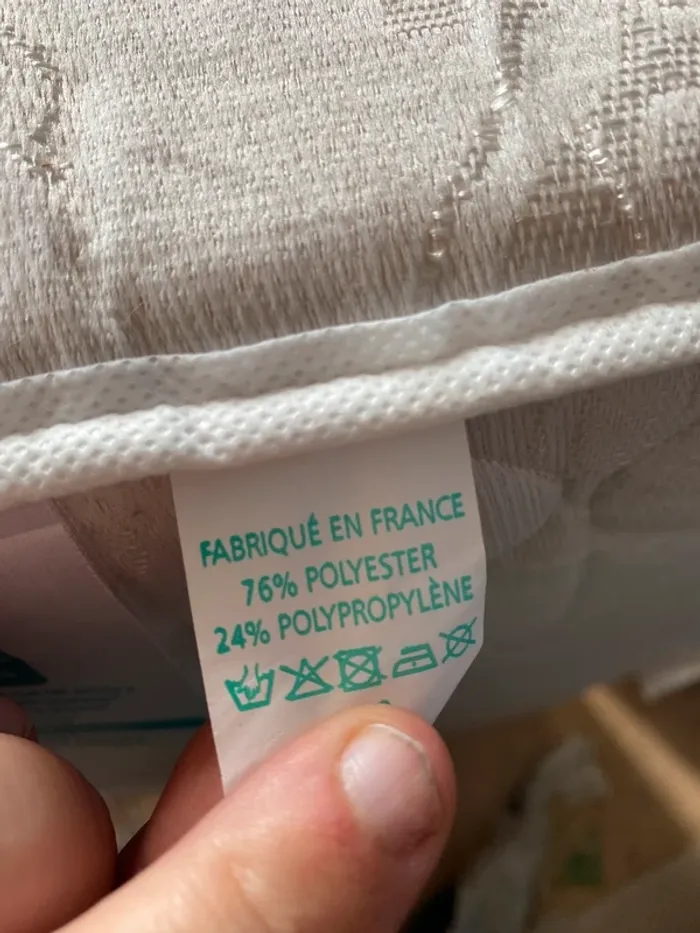 FABRIQUÉ EN FRANCE
76% POLYESTER
24% POLYPROPYLÈNE